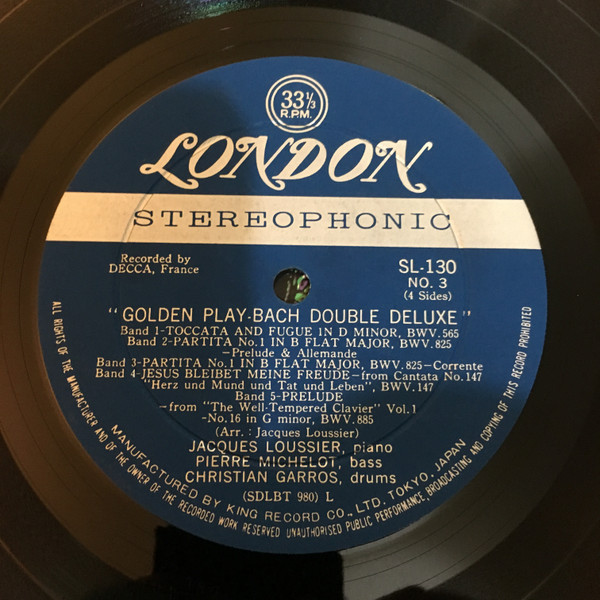 33 1/3
R.P.M.
LONDON
STEREOPHONIC
Recorded by
DECCA, France
SL-130
NO. 3
(4 Sides)
"GOLDEN PLAY-BACH DOUBLE DELUXE"
Band 1-TOCCATA AND FUGUE IN D MINOR, BWV.565
Band 2-PARTITA No.1 IN B FLAT MAJOR, BWV.825
-Prelude & Allemande
Band 3-PARTITA No.1 IN B FLAT MAJOR, BWV.825-Corrente
Band 4-JESUS BLEIBET MEINE FREUDE-from Cantata No.147
"Herz und Mund und Tat und Leben", BWV.147
Band 5-PRELUDE
-from "The Well-Tempered Clavier" Vol.1
-No.16 in G minor, BWV.885
(Arr.: Jacques Loussier)
JACQUES LOUSSIER, piano
PIERRE MICHELOT, bass
CHRISTIAN GARROS, drums
(SDLBT 980) L
MANUFACTURED BY KING RECORD CO., LTD. TOKYO, JAPAN
ALL RIGHTS OF THE MANUFACTURER AND OF THE OWNER OF THE RECORDED WORK RESERVED UNAUTHORISED PUBLIC PERFORMANCE, BROADCASTING AND COPYING OF THIS RECORD PROHIBITED